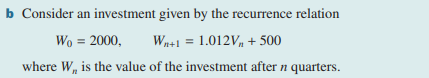 b Consider an investment given by the recurrence relation
W₀ = 2000, Wₙ₊₁ = 1.012Vₙ + 500
where Wₙ is the value of the investment after n quarters.